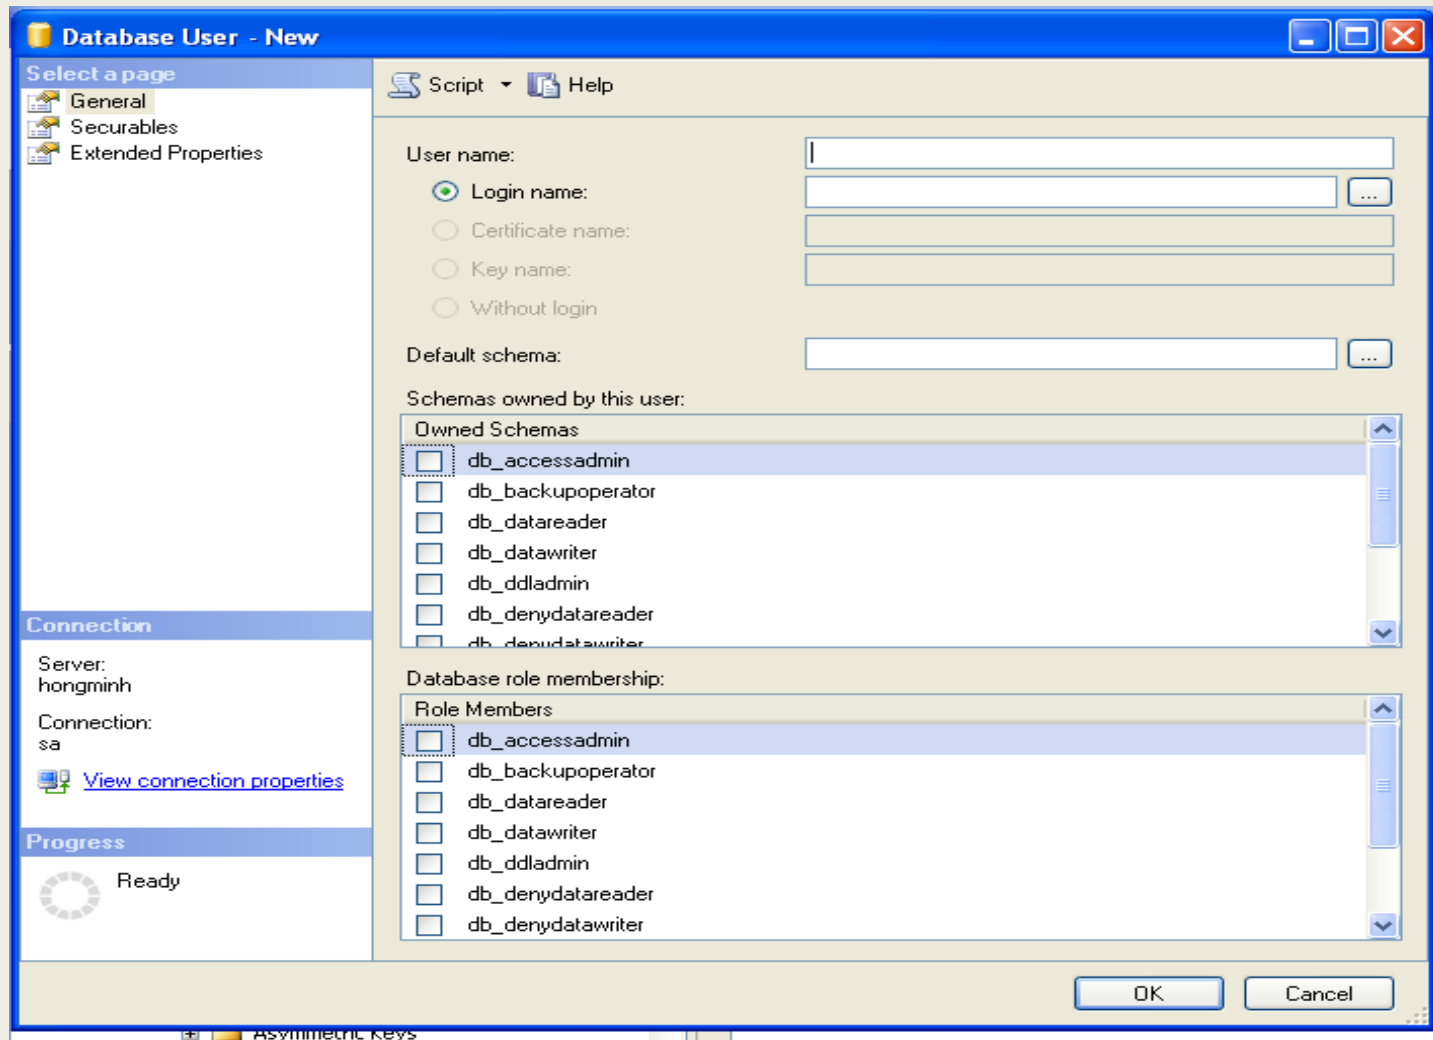 Database User - New
Select a page
General
Securables
Extended Properties
Script
Help
User name:
Login name:
...
Certificate name:
Key name:
Without login
Default schema:
...
Schemas owned by this user:
Owned Schemas
db_accessadmin
db_backupoperator
db_datareader
db_datawriter
db_ddladmin
db_denydatareader
db_denydatawriter
Database role membership:
Role Members
db_accessadmin
db_backupoperator
db_datareader
db_datawriter
db_ddladmin
db_denydatareader
db_denydatawriter
Connection
Server:
hongminh
Connection:
sa
View connection properties
Progress
Ready
OK
Cancel
Asymmetric Keys